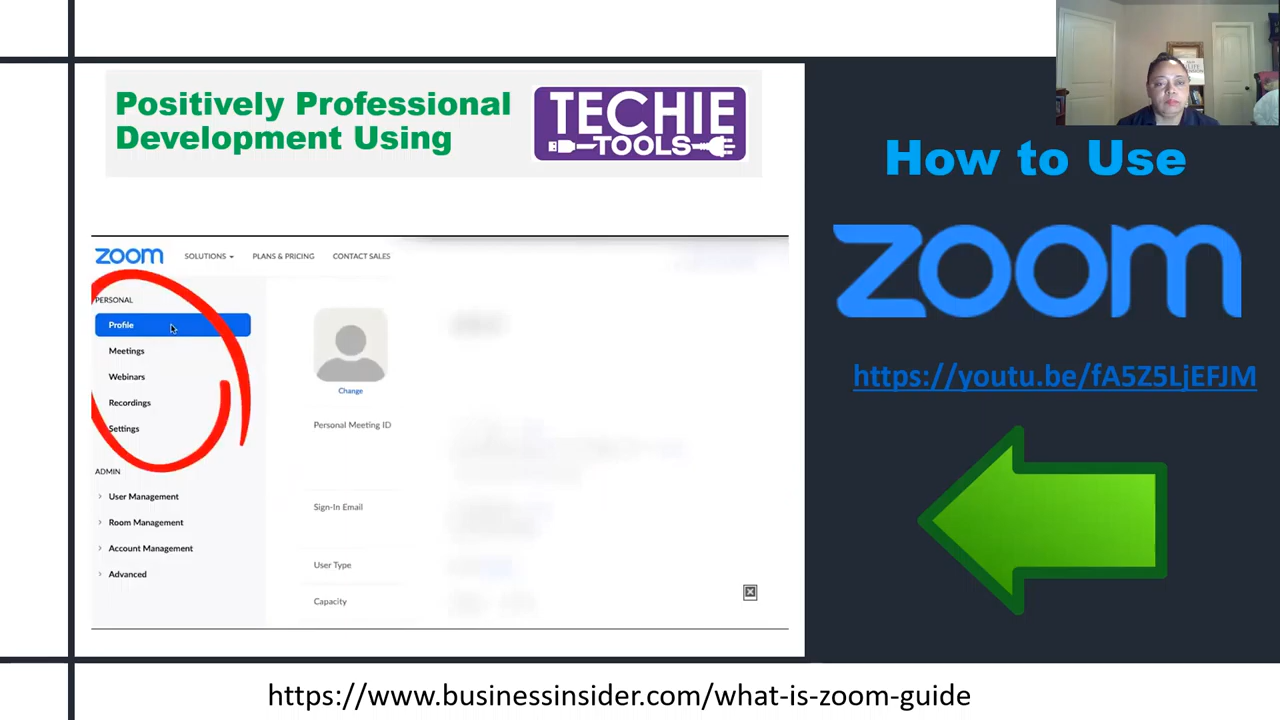 Positively Professional
Development Using
TECHIE
TOOLS
How to Use
zoom
https://youtu.be/fA5Z5LjEFJM
zoom SOLUTIONS PLANS & PRICING CONTACT SALES
PERSONAL
Profile
Meetings
Webinars
Recordings
Settings
ADMIN
User Management
Room Management
Account Management
Advanced
Change
Personal Meeting ID
Sign-In Email
User Type
Capacity
https://www.businessinsider.com/what-is-zoom-guide